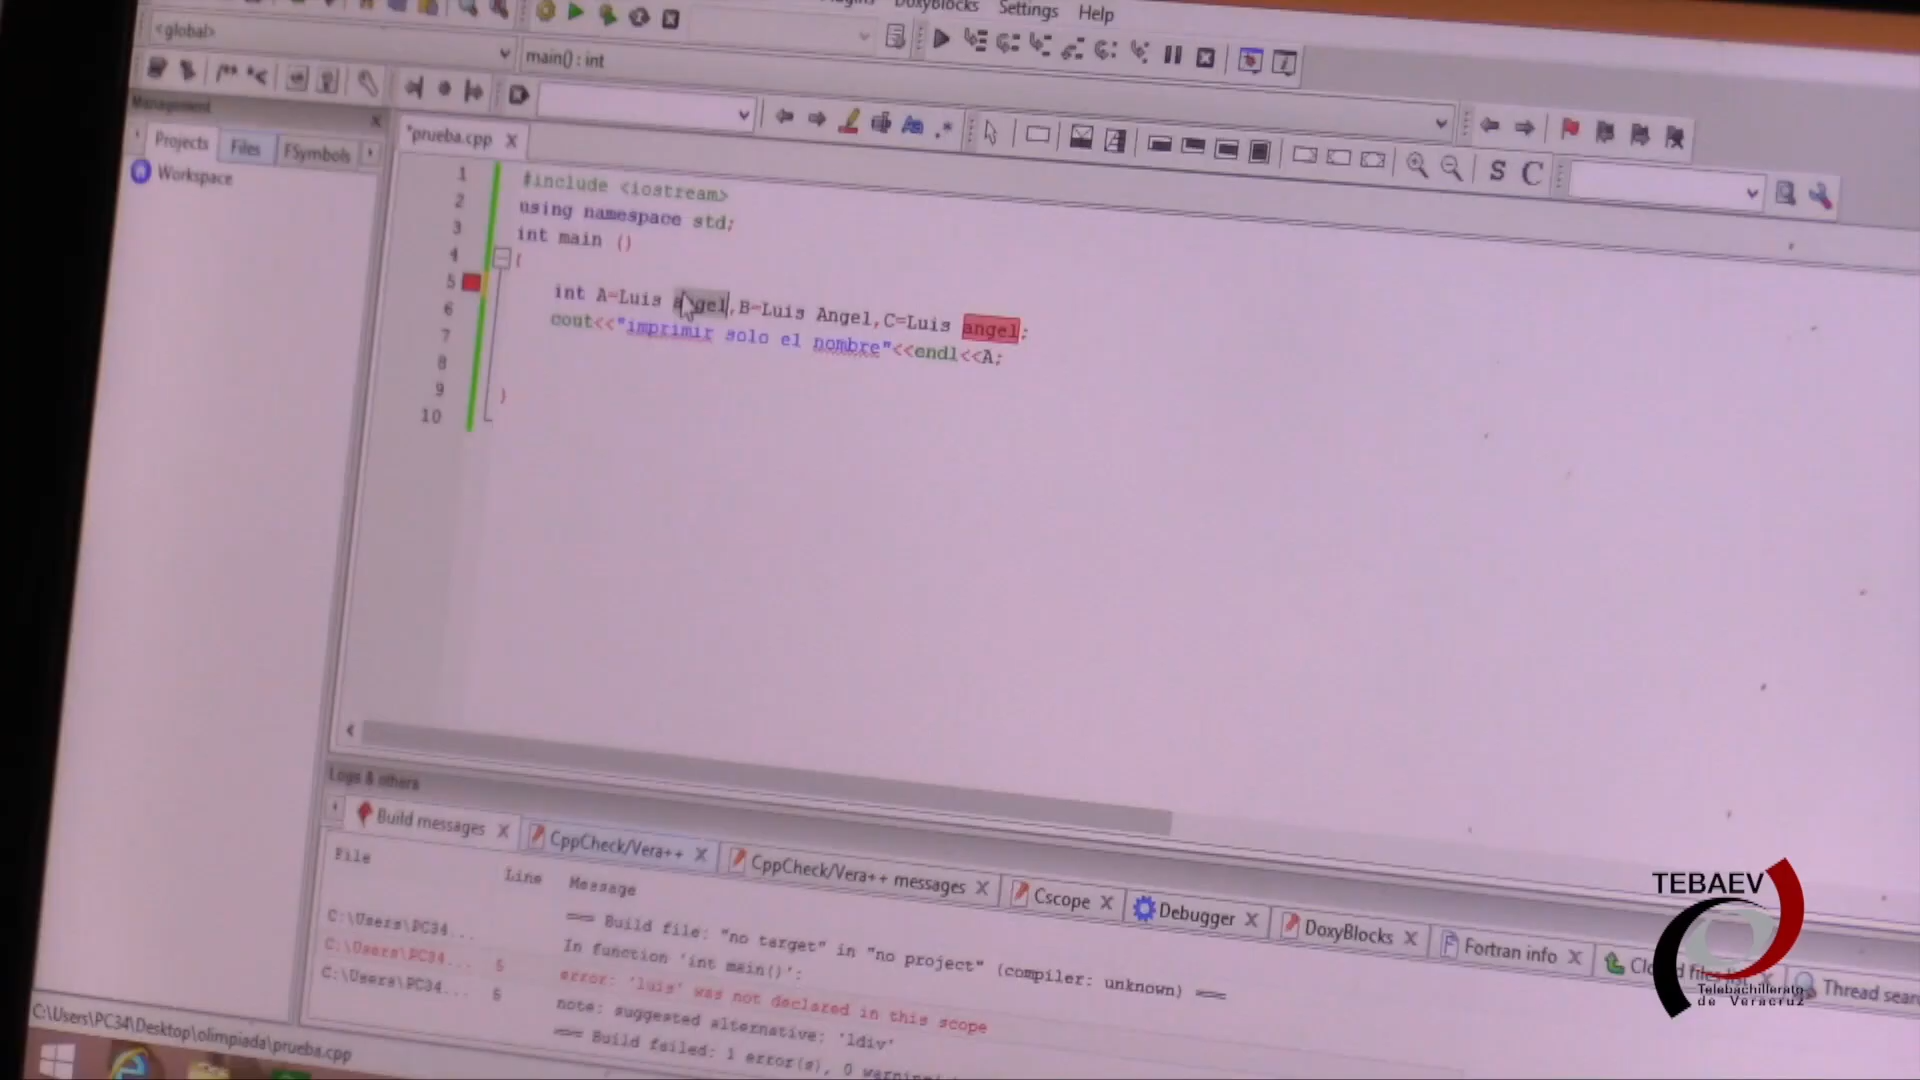 DoxyBlocks Settings Help
<global>
main() : int
Management
Projects Files FSymbols
Workspace
*prueba.cpp
S C
1 #include <iostream>
2 using namespace std;
3 int main ()
4 {
5 int A=Luis angel,B=Luis Angel,C=Luis angel;
6 cout<<"imprimir solo el nombre"<<endl<<A;
7
8
9 }
10
Logs & others
Build messages CppCheck/Vera++ CppCheck/Vera++ messages Cscope Debugger DoxyBlocks Fortran info
File Line Message
=== Build file: "no target" in "no project" (compiler: unknown) ===
C:\Users\PC34... In function 'int main()':
C:\Users\PC34... 5 error: 'luis' was not declared in this scope
C:\Users\PC34... 5 note: suggested alternative: 'ldiv'
=== Build failed: 1 error(s), 0
C:\Users\PC34\Desktop\olimpiada\prueba.cpp
TEBAEV
Telebachillerato
de Veracruz